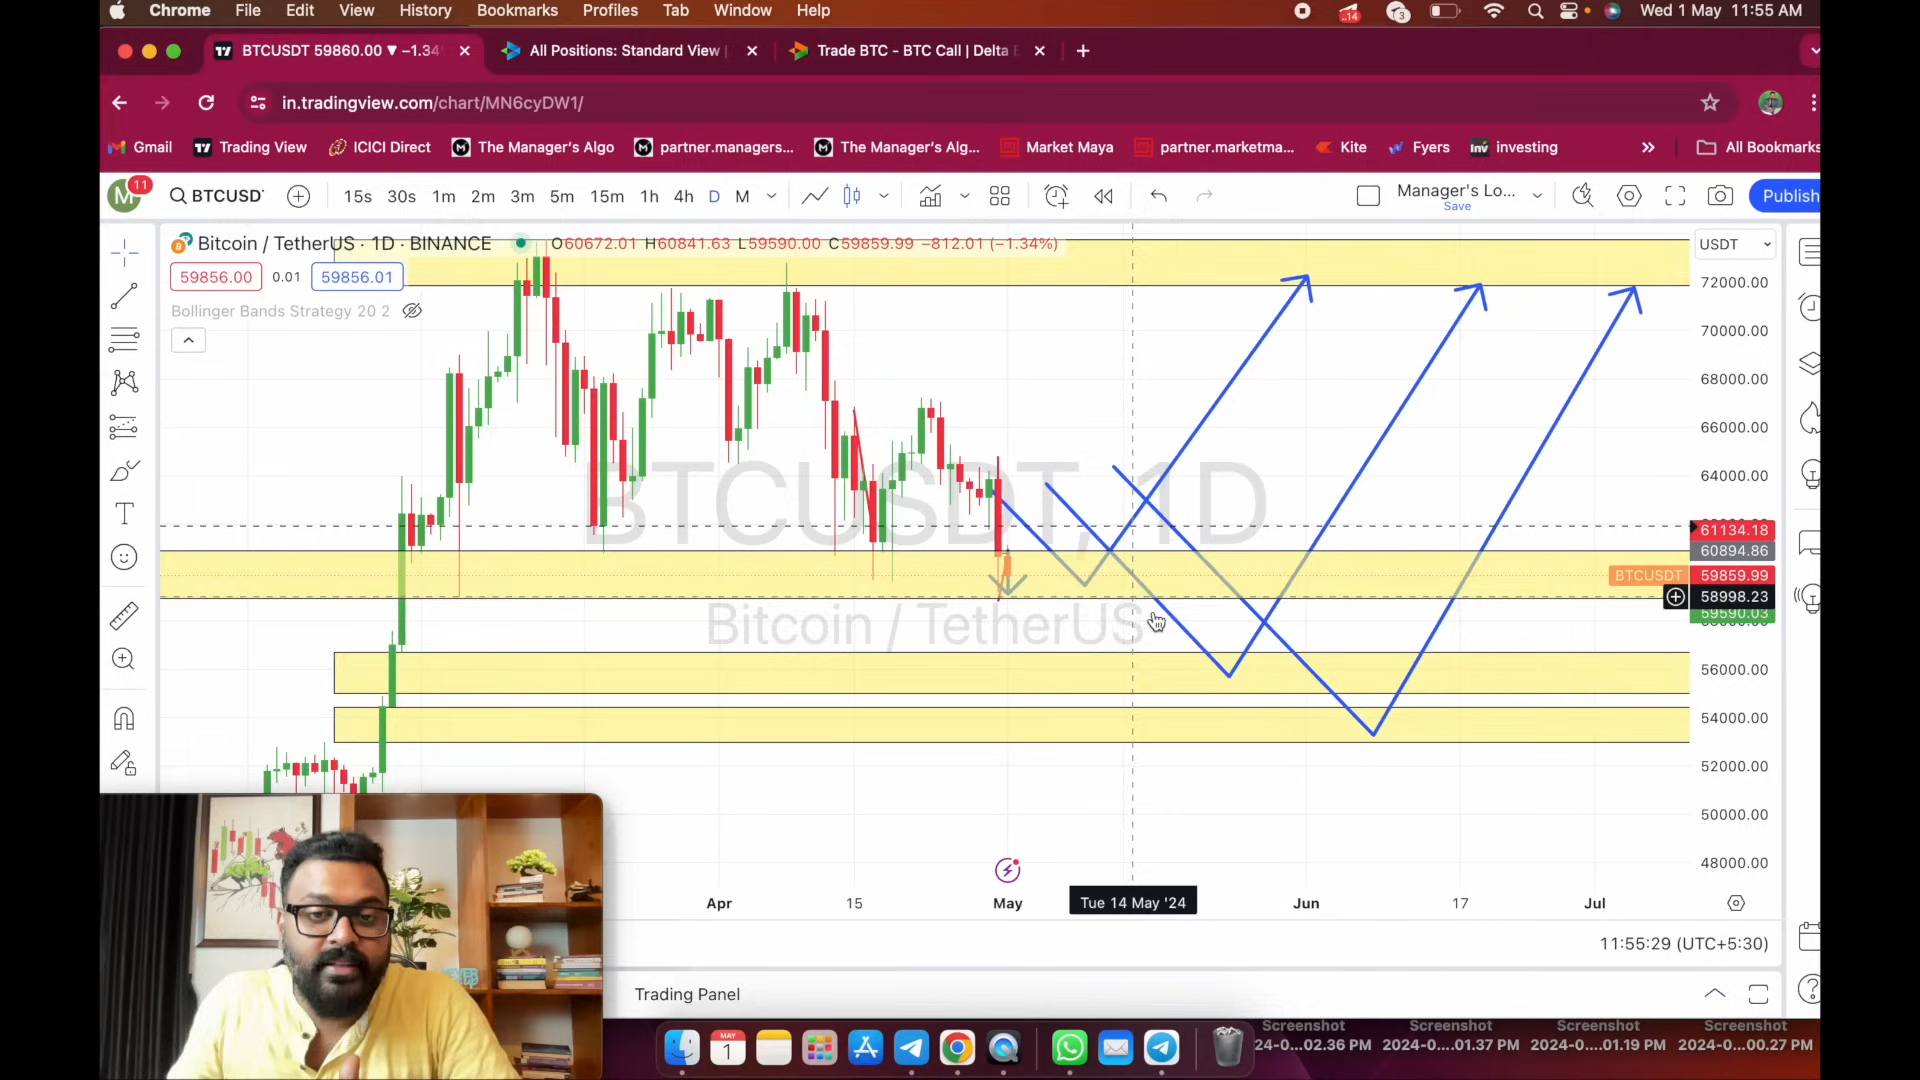 Chrome File Edit View History Bookmarks Profiles Tab Window Help 14 3 Wed 1 May 11:55 AM
BTCUSDT 59860.00 ▼ −1.34 All Positions: Standard View Trade BTC - BTC Call | Delta
in.tradingview.com/chart/MN6cyDW1/
Gmail Trading View ICICI Direct The Manager's Algo partner.managers... The Manager's Alg... Market Maya partner.marketma... Kite Fyers Inv investing » All Bookmarks
M 11 BTCUSD 15s 30s 1m 2m 3m 5m 15m 1h 4h D M Manager's Lo... Save Publish
Bitcoin / TetherUS · 1D · BINANCE O60672.01 H60841.63 L59590.00 C59859.99 −812.01 (−1.34%) USDT
59856.00 0.01 59856.01
Bollinger Bands Strategy 20 2
72000.00
70000.00
68000.00
66000.00
64000.00
BTCUSDT, 1D
61134.18
60894.86
BTCUSDT 59859.99
58998.23
59590.03
Bitcoin / TetherUS
56000.00
54000.00
52000.00
50000.00
48000.00
Apr 15 May Tue 14 May '24 Jun 17 Jul
11:55:29 (UTC+5:30)
Trading Panel
MAY
1
Screenshot Screenshot Screenshot Screenshot
24-0....02.36 PM 2024-0....01.37 PM 2024-0....01.19 PM 2024-0....00.27 PM